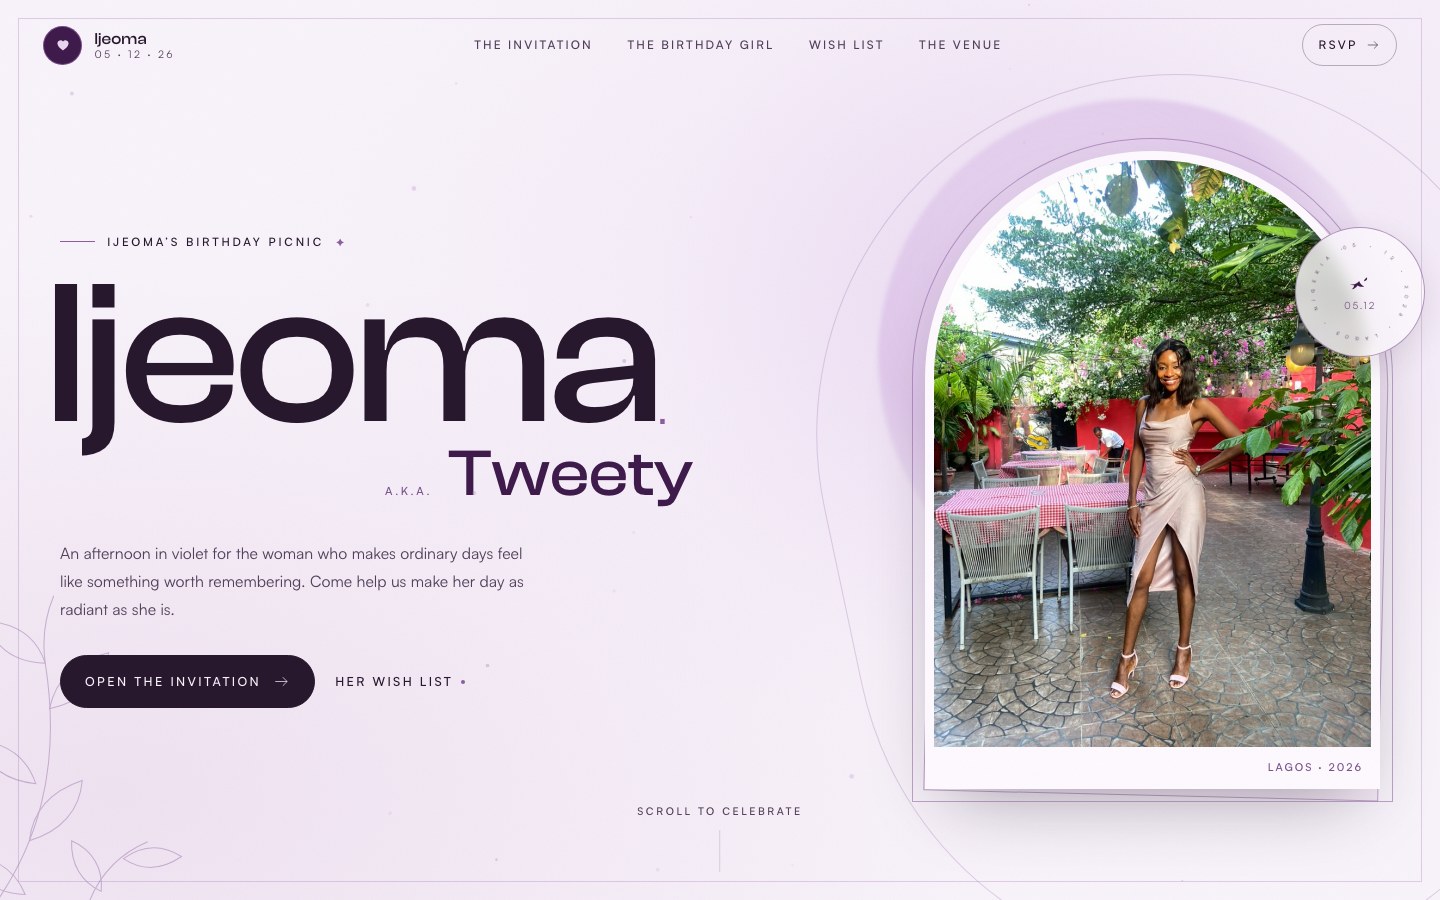 Ijeoma
05 · 12 · 26
THE INVITATION
THE BIRTHDAY GIRL
WISH LIST
THE VENUE
RSVP →
IJEOMA'S BIRTHDAY PICNIC
Ijeoma.
A.K.A. Tweety
An afternoon in violet for the woman who makes ordinary days feel
like something worth remembering. Come help us make her day as
radiant as she is.
OPEN THE INVITATION →
HER WISH LIST
05.12
LAGOS · 2026
SCROLL TO CELEBRATE